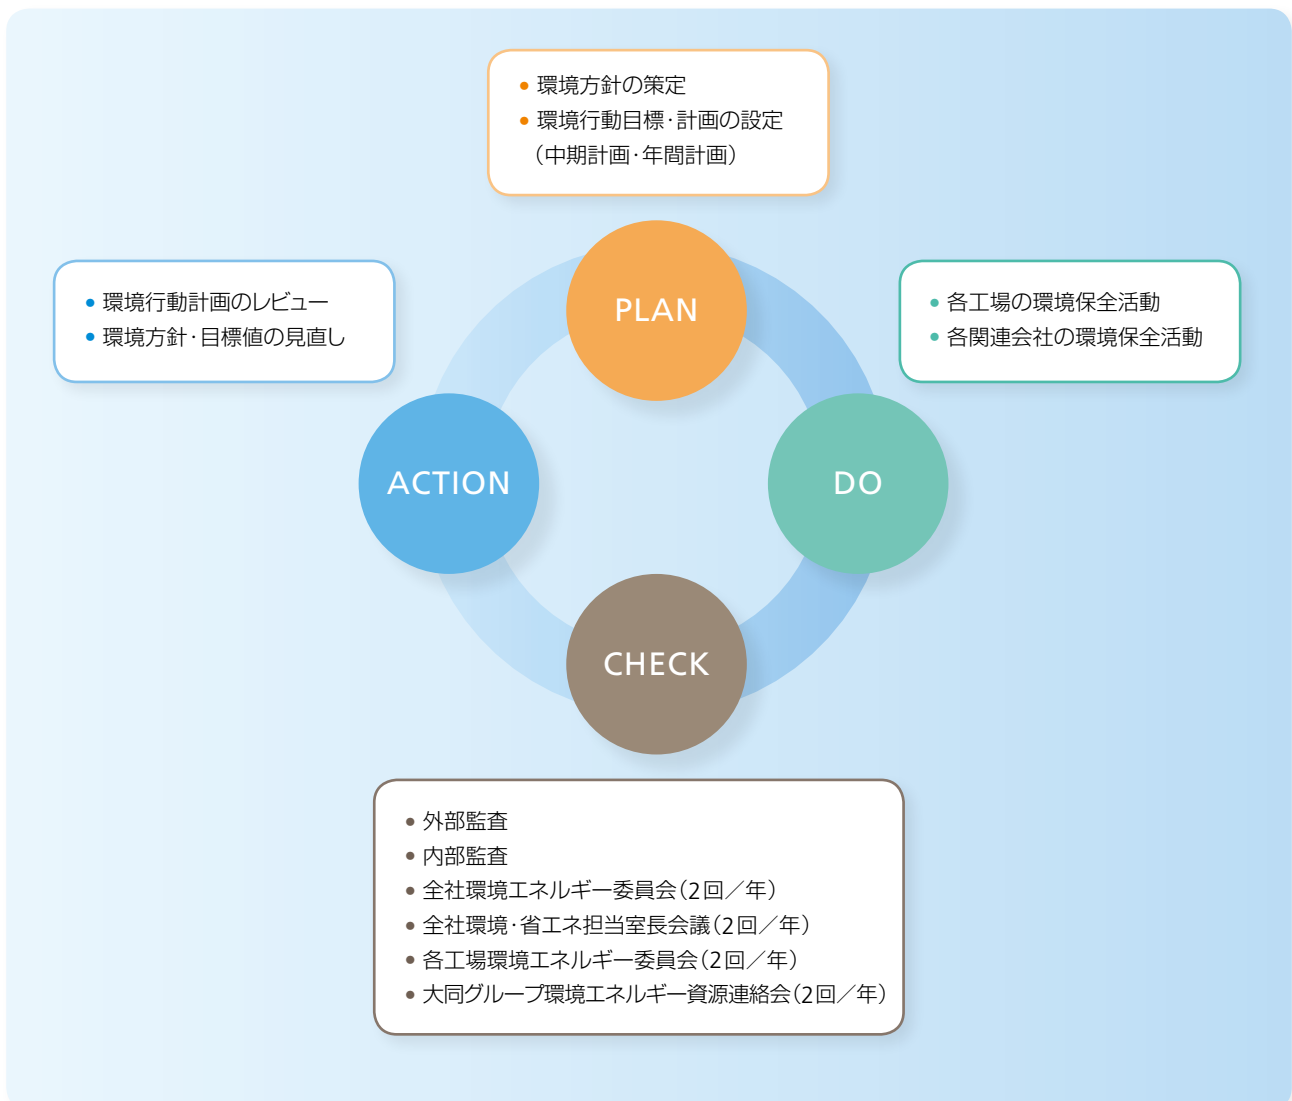 • 環境方針の策定
• 環境行動目標・計画の設定
（中期計画・年間計画）
PLAN
• 環境行動計画のレビュー
• 環境方針・目標値の見直し
• 各工場の環境保全活動
• 各関連会社の環境保全活動
ACTION
DO
CHECK
• 外部監査
• 内部監査
• 全社環境エネルギー委員会（2回／年）
• 全社環境・省エネ担当室長会議（2回／年）
• 各工場環境エネルギー委員会（2回／年）
• 大同グループ環境エネルギー資源連絡会（2回／年）